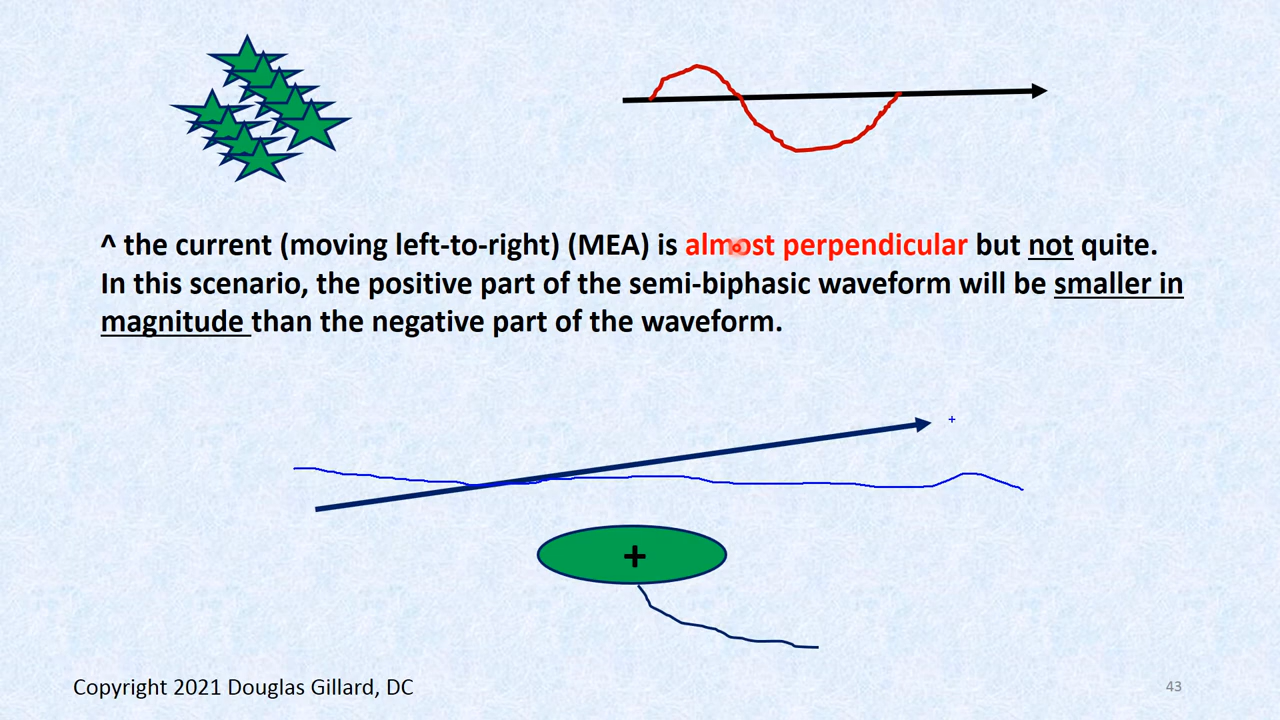 ^ the current (moving left-to-right) (MEA) is almost perpendicular but not quite.
In this scenario, the positive part of the semi-biphasic waveform will be smaller in
magnitude than the negative part of the waveform.
+
+
Copyright 2021 Douglas Gillard, DC
43